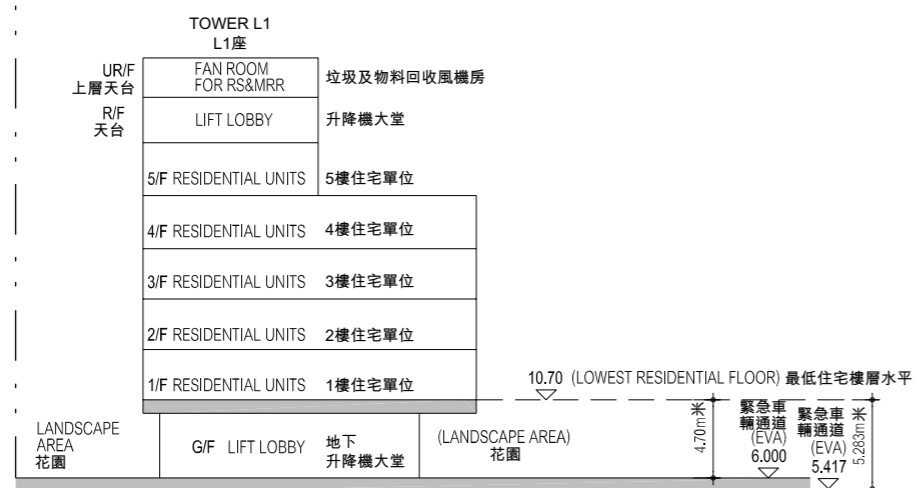 TOWER L1
L1座
UR/F
上層天台
FAN ROOM
FOR RS&MRR
垃圾及物料回收風機房
R/F
天台
LIFT LOBBY
升降機大堂
5/F RESIDENTIAL UNITS 5樓住宅單位
4/F RESIDENTIAL UNITS 4樓住宅單位
3/F RESIDENTIAL UNITS 3樓住宅單位
2/F RESIDENTIAL UNITS 2樓住宅單位
1/F RESIDENTIAL UNITS 1樓住宅單位
10.70 (LOWEST RESIDENTIAL FLOOR) 最低住宅樓層水平
LANDSCAPE
AREA
花園
G/F LIFT LOBBY
地下
升降機大堂
(LANDSCAPE AREA)
花園
4.70m米
緊急車
輛通道
(EVA)
6.000
緊急車
輛通道
(EVA)
5.417
5.283m米